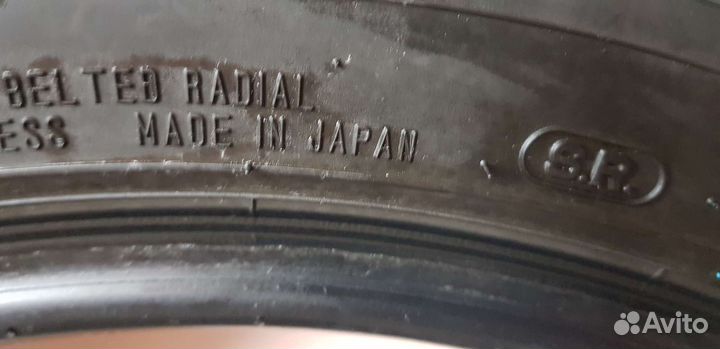 BELTED RADIAL
ESS MADE IN JAPAN S.R.
Avito